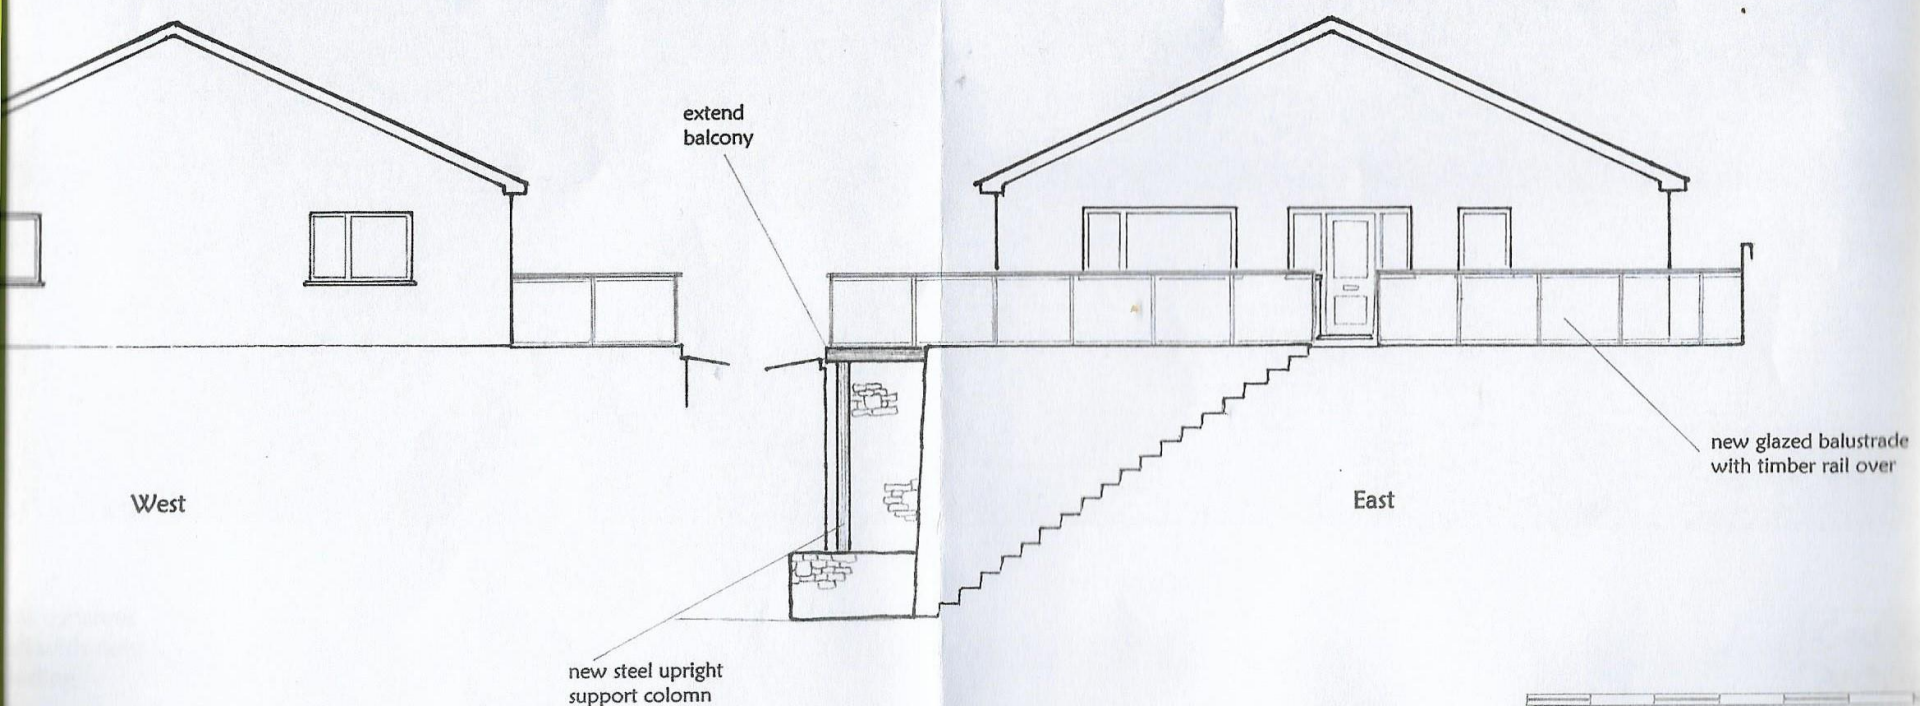 extend
balcony
new glazed balustrade
with timber rail over
West
East
new steel upright
support colomn